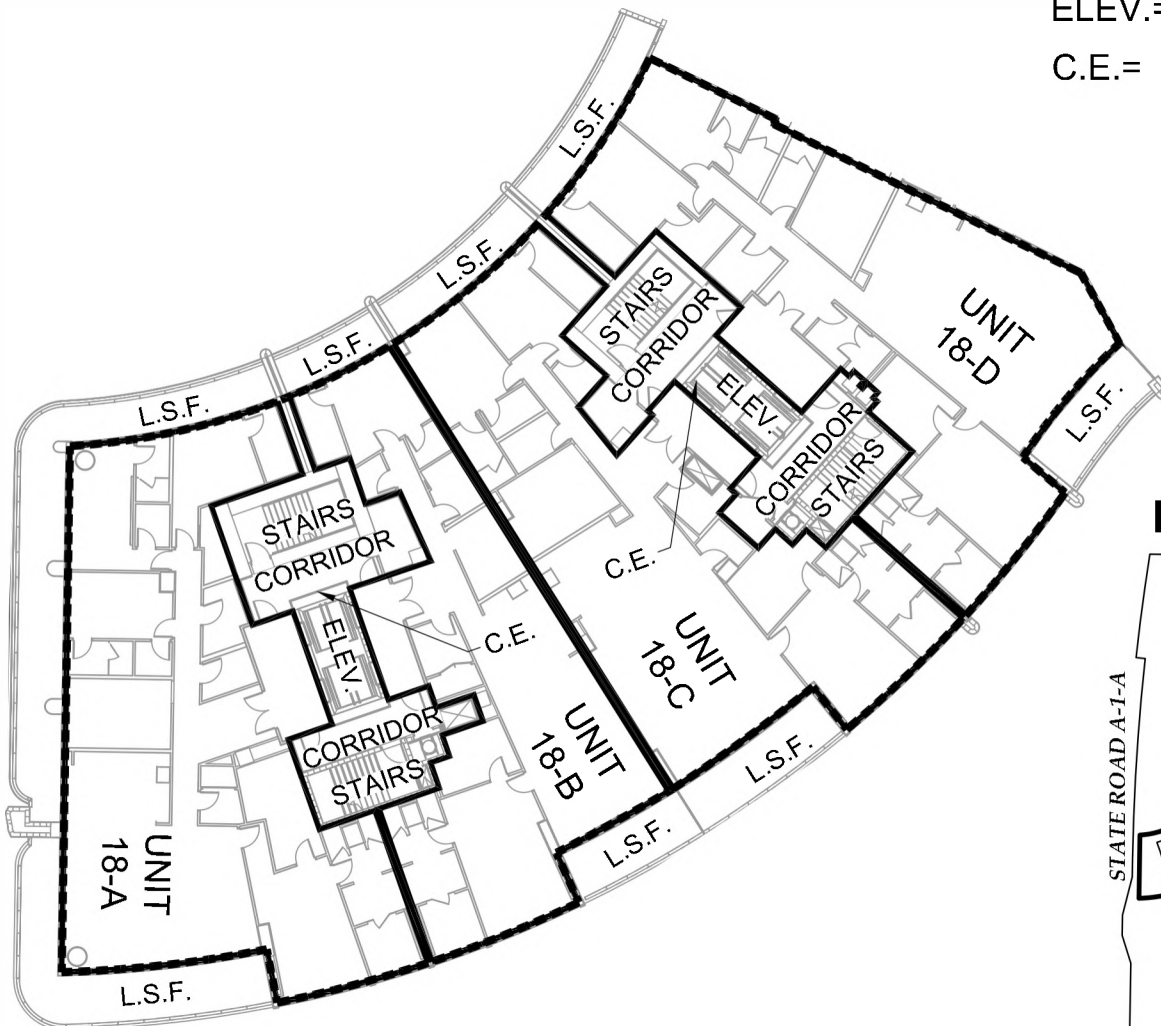 ELEV.=
C.E.=
L.S.F.
L.S.F.
L.S.F.
L.S.F.
STAIRS
CORRIDOR
ELEV.
CORRIDOR
STAIRS
UNIT
18-D
L.S.F.
STAIRS
CORRIDOR
ELEV.
CORRIDOR
STAIRS
C.E.
C.E.
UNIT
18-C
UNIT
18-B
UNIT
18-A
L.S.F.
L.S.F.
L.S.F.
STATE ROAD A-1-A